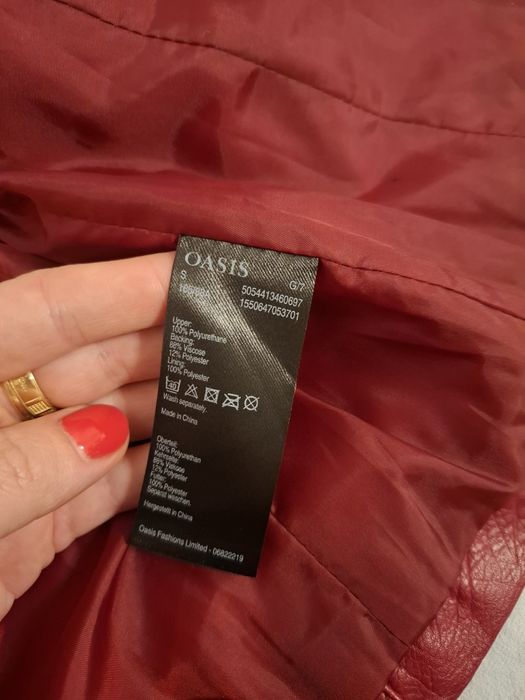 OASIS
G/7
S
5054413460697
1550647053701
Upper:
100% Polyurethane
Backing:
88% Viscose
12% Polyester
Lining:
100% Polyester
40
Wash separately.
Made in China
Oberteil:
100% Polyurethan
Kehrseite:
88% Viskose
12% Polyester
Futter:
100% Polyester
Separat waschen.
Hergestellt in China
Oasis Fashions Limited - 06822219